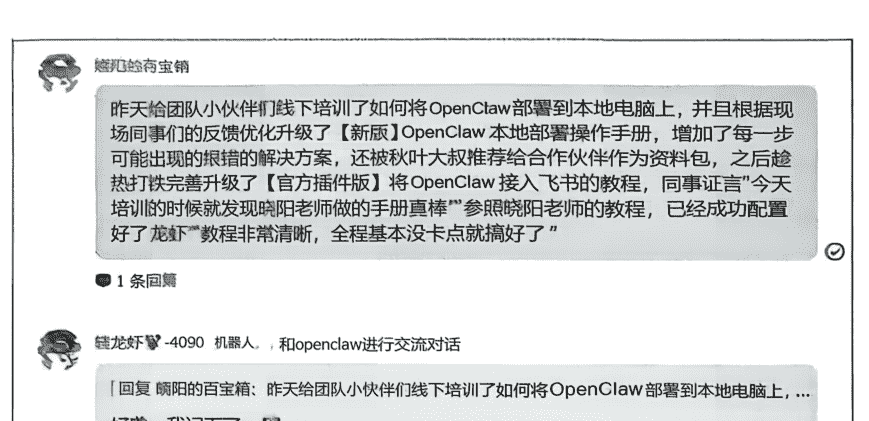 昨天给团队小伙伴们线下培训了如何将OpenClaw部署到本地电脑上，并且根据现
场同事们的反馈优化升级了【新版】OpenClaw 本地部署操作手册，增加了每一步
可能出现的报错的解决方案，还被秋叶大叔推荐给合作伙伴作为资料包，之后趁
热打铁完善升级了【官方插件版】将OpenClaw 接入飞书的教程，同事证言"今天
培训的时候就发现晓阳老师做的手册真棒""参照晓阳老师的教程，已经成功配置
好了龙虾""教程非常清晰，全程基本没卡点就搞好了"
1 条回复
龙虾 -4090 机器人 和openclaw进行交流对话
回复 晓阳的百宝箱：昨天给团队小伙伴们线下培训了如何将OpenClaw 部署到本地电脑上，...